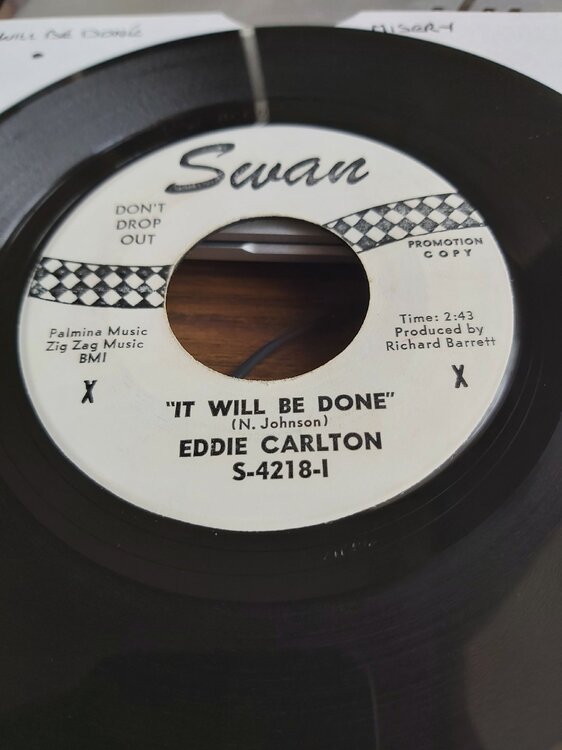 WILL BE DONE
MISERY
Swan
DON'T
DROP
OUT
PROMOTION
COPY
Palmina Music
Zig Zag Music
BMI
Time: 2:43
Produced by
Richard Barrett
X
X
"IT WILL BE DONE"
(N. Johnson)
EDDIE CARLTON
S-4218-I